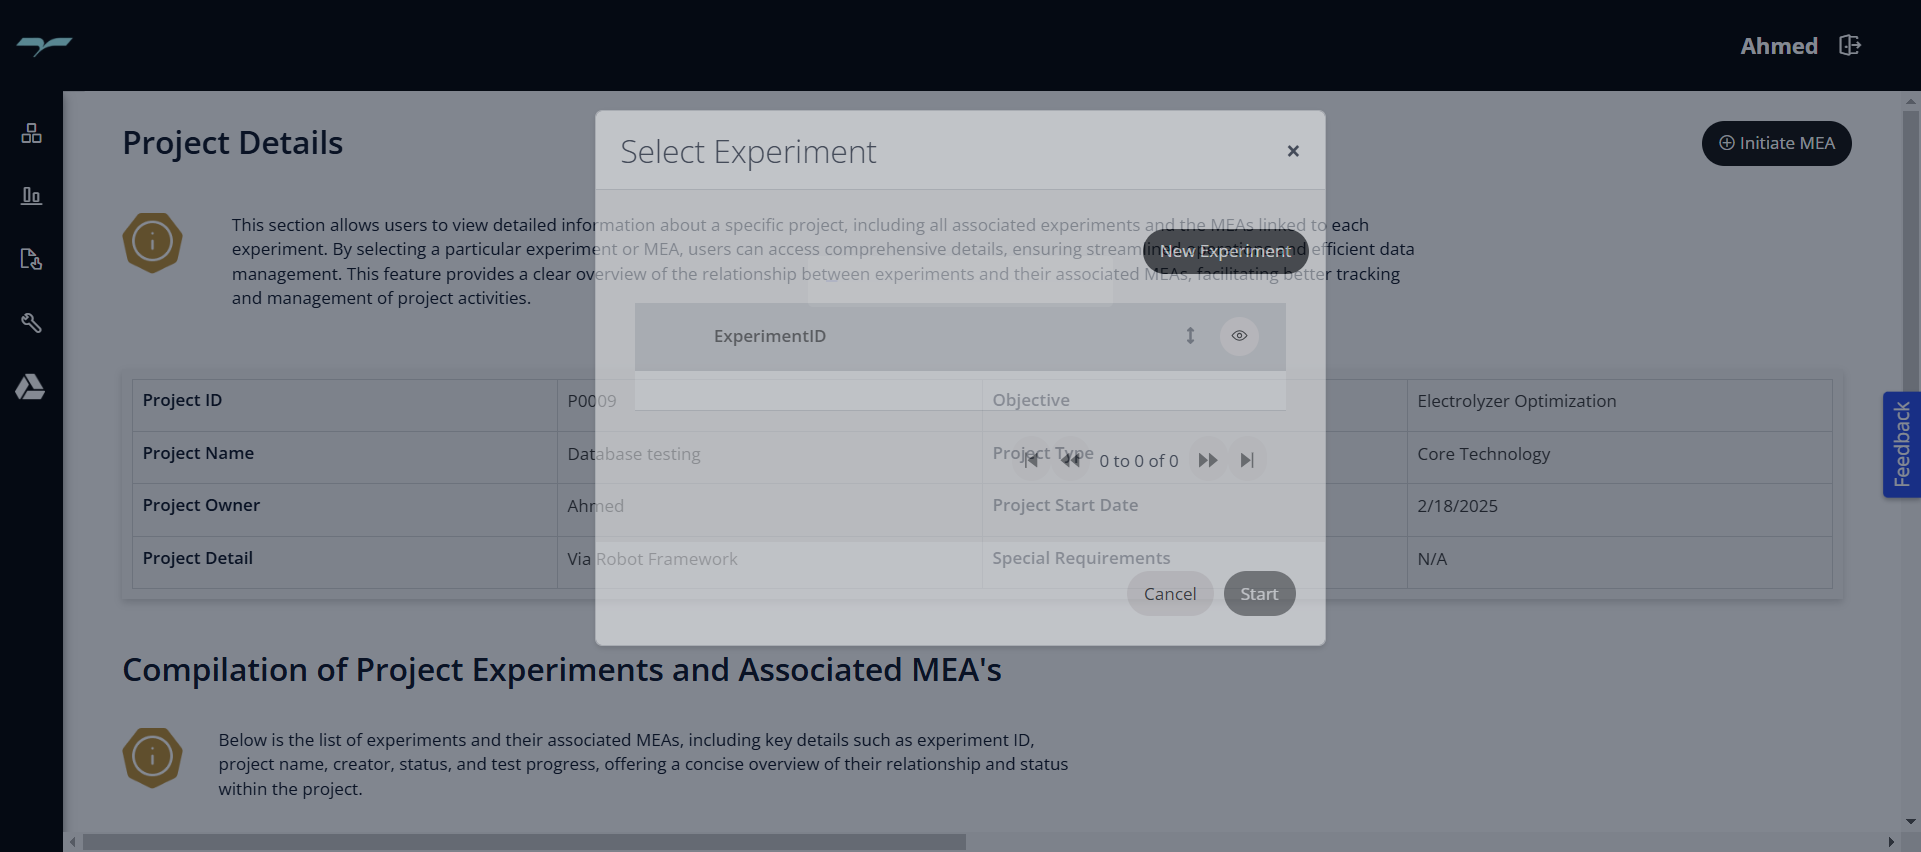 Ahmed
Project Details
Initiate MEA
Select Experiment
×
This section allows users to view detailed information about a specific project, including all associated experiments and the MEAs linked to each
experiment. By selecting a particular experiment or MEA, users can access comprehensive details, ensuring streamlined operations and efficient data
management. This feature provides a clear overview of the relationship between experiments and their associated MEAs, facilitating better tracking
and management of project activities.
New Experiment
ExperimentID
Project ID
P0009
Objective
Electrolyzer Optimization
Project Name
Database testing
Project Type
Core Technology
0 to 0 of 0
Project Owner
Ahmed
Project Start Date
2/18/2025
Project Detail
Via Robot Framework
Special Requirements
N/A
Cancel
Start
Feedback
Compilation of Project Experiments and Associated MEA's
Below is the list of experiments and their associated MEAs, including key details such as experiment ID,
project name, creator, status, and test progress, offering a concise overview of their relationship and status
within the project.